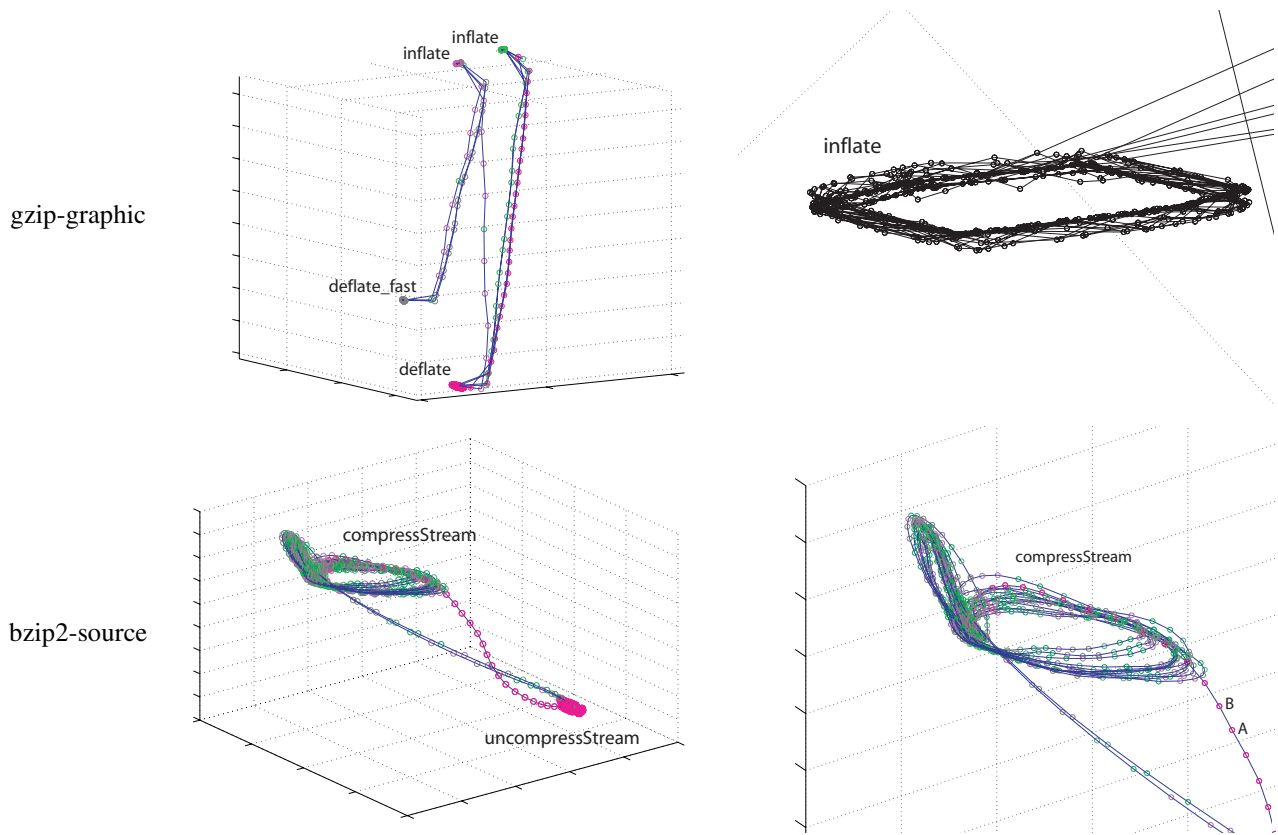 inflate
inflate
inflate
gzip-graphic
deflate_fast
deflate
compressStream
compressStream
bzip2-source
B
A
uncompressStream